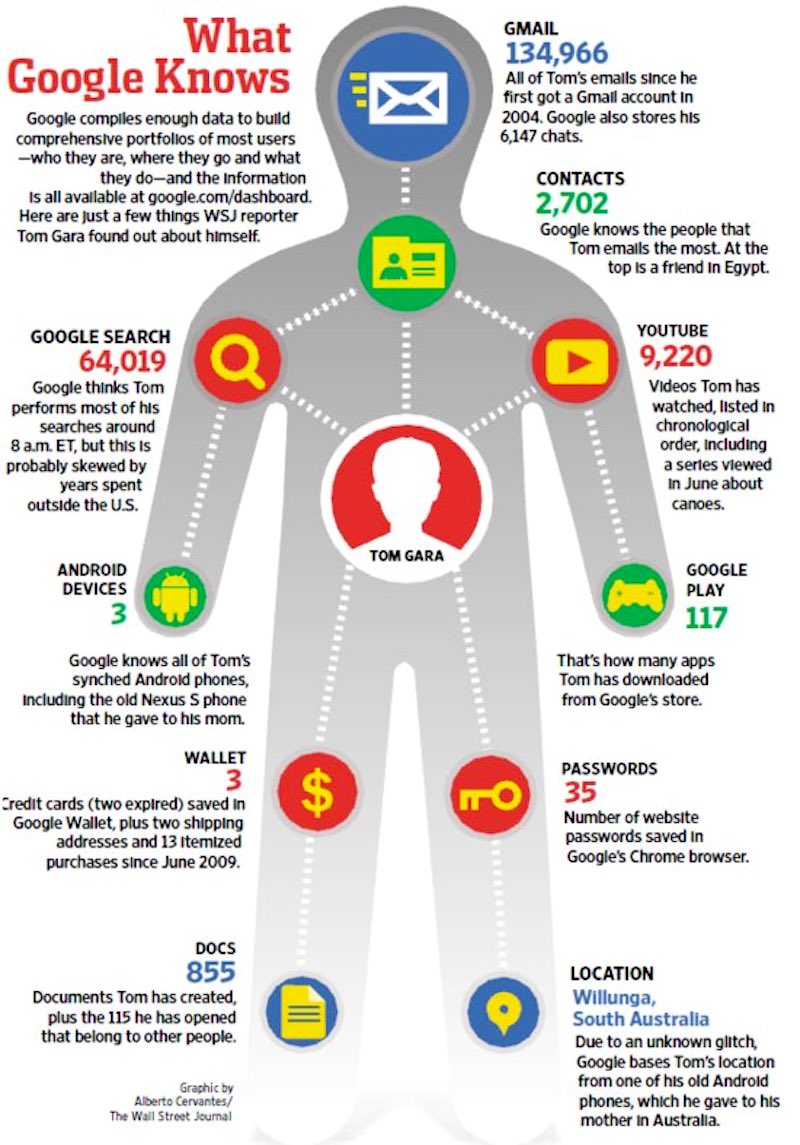 What
Google Knows
Google compiles enough data to build
comprehensive portfolios of most users
—who they are, where they go and what
they do—and the information
is all available at google.com/dashboard.
Here are just a few things WSJ reporter
Tom Gara found out about himself.
GMAIL
134,966
All of Tom's emails since he
first got a Gmail account in
2004. Google also stores his
6,147 chats.
CONTACTS
2,702
Google knows the people that
Tom emails the most. At the
top is a friend in Egypt.
GOOGLE SEARCH
64,019
Google thinks Tom
performs most of his
searches around
8 a.m. ET, but this is
probably skewed by
years spent
outside the U.S.
YOUTUBE
9,220
Videos Tom has
watched, listed in
chronological
order, including
a series viewed
in June about
canoes.
TOM GARA
ANDROID
DEVICES
3
Google knows all of Tom's
synched Android phones,
including the old Nexus S phone
that he gave to his mom.
GOOGLE
PLAY
117
That's how many apps
Tom has downloaded
from Google's store.
WALLET
3
Credit cards (two expired) saved in
Google Wallet, plus two shipping
addresses and 13 itemized
purchases since June 2009.
$
PASSWORDS
35
Number of website
passwords saved in
Google's Chrome browser.
DOCS
855
Documents Tom has created,
plus the 115 he has opened
that belong to other people.
LOCATION
Willunga,
South Australia
Due to an unknown glitch,
Google bases Tom's location
from one of his old Android
phones, which he gave to his
mother in Australia.
Graphic by
Alberto Cervantes/
The Wall Street Journal